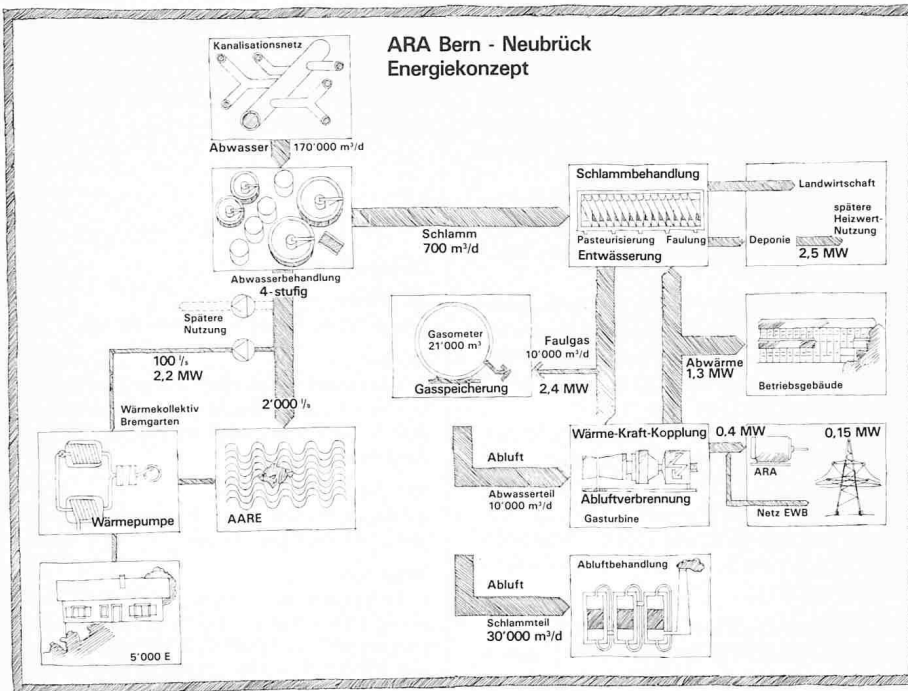 ARA Bern - Neubrück
Energiekonzept
Kanalisationsnetz
Abwasser 170'000 m³/d
Abwasserbehandlung
4-stufig
Schlamm
700 m³/d
Schlammbehandlung
Pasteurisierung Faulung
Entwässerung
Landwirtschaft
spätere
Heizwert-
Nutzung
Deponie
2,5 MW
Spätere
Nutzung
100 l/s
2,2 MW
2'000 l/s
Wärmekollektiv
Bremgarten
Wärmepumpe
AARE
5'000 E
Gasometer
21'000 m³
Gasspeicherung
Faulgas
10'000 m³/d
2,4 MW
Abwärme
1,3 MW
Betriebsgebäude
Abluft
Abwasserteil
10'000 m³/d
Wärme-Kraft-Kopplung
Abluftverbrennung
Gasturbine
0,4 MW
0,15 MW
ARA
Netz EWB
Abluft
Schlammteil
30'000 m³/d
Abluftbehandlung